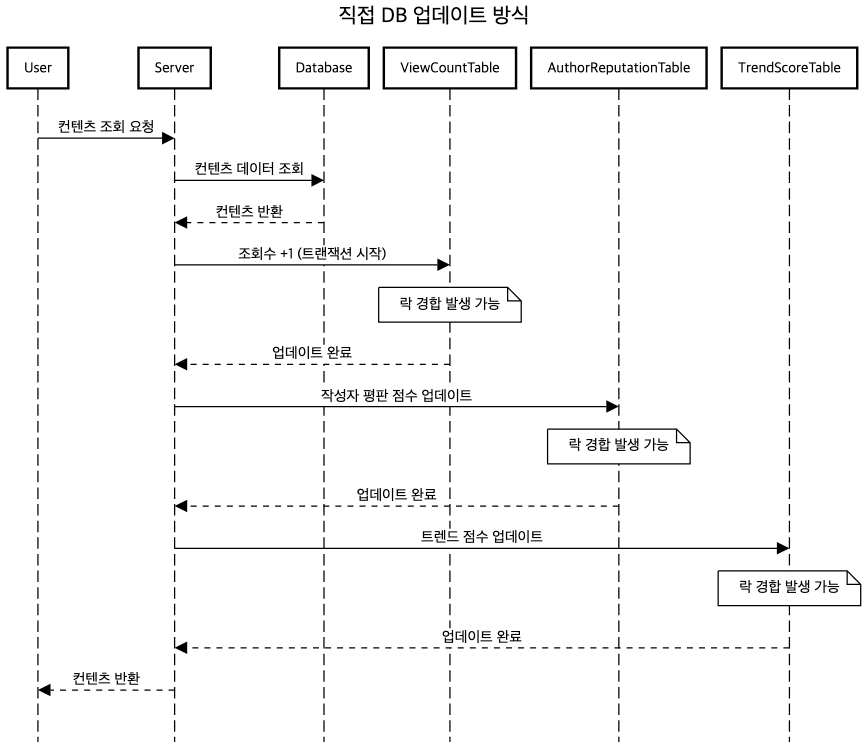 직접 DB 업데이트 방식
User
Server
Database
ViewCountTable
AuthorReputationTable
TrendScoreTable
컨텐츠 조회 요청
컨텐츠 데이터 조회
컨텐츠 반환
조회수 +1 (트랜잭션 시작)
락 경합 발생 가능
업데이트 완료
작성자 평판 점수 업데이트
락 경합 발생 가능
업데이트 완료
트렌드 점수 업데이트
락 경합 발생 가능
업데이트 완료
컨텐츠 반환